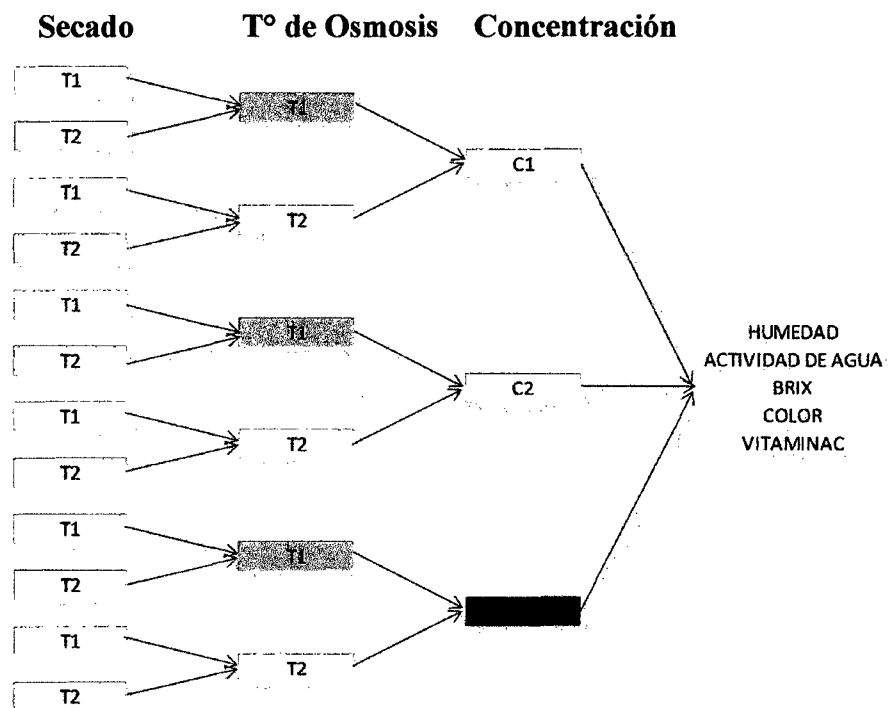 Secado T° de Osmosis Concentración
T1
T1
T2
C1
T1
T2
T2
T1
T1
T2
HUMEDAD
ACTIVIDAD DE AGUA
C2
BRIX
COLOR
T1
T2
VITAMINAC
T2
T1
T1
T2
T1
T2
T2